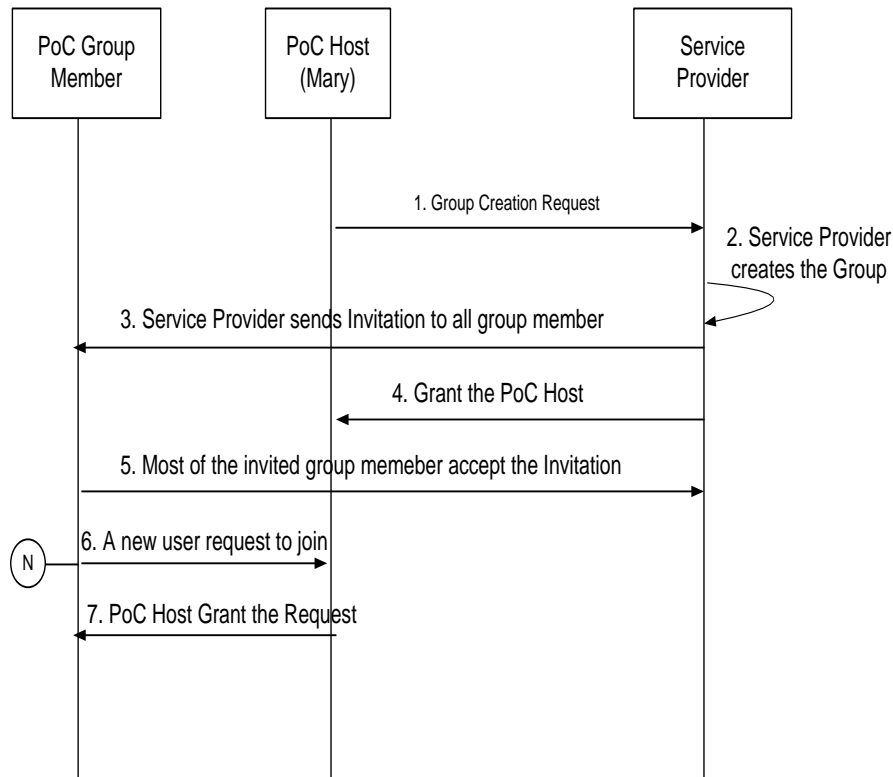 PoC Group
Member
PoC Host
(Mary)
Service
Provider
1. Group Creation Request
2. Service Provider
creates the Group
3. Service Provider sends Invitation to all group member
4. Grant the PoC Host
5. Most of the invited group memeber accept the Invitation
6. A new user request to join
N
7. PoC Host Grant the Request